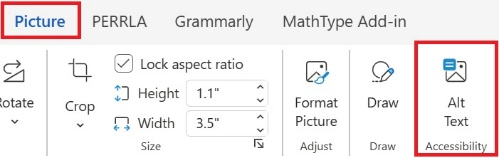 Picture PERRLA Grammarly MathType Add-in
Rotate
Crop
Lock aspect ratio
Height 1.1"
Width 3.5"
Size
Format
Picture
Adjust
Draw
Draw
Alt
Text
Accessibility